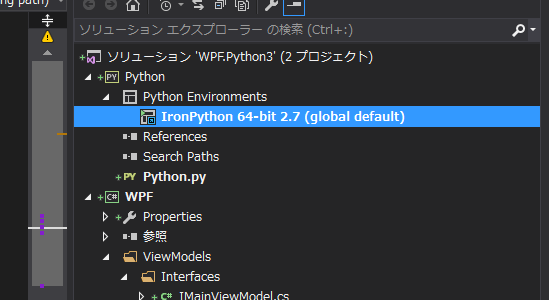 ng path)
ソリューション エクスプローラー の検索 (Ctrl+:)
ソリューション 'WPF.Python3' (2 プロジェクト)
PY Python
Python Environments
IronPython 64-bit 2.7 (global default)
References
Search Paths
Python.py
C# WPF
Properties
参照
ViewModels
Interfaces
IMainViewModel.cs